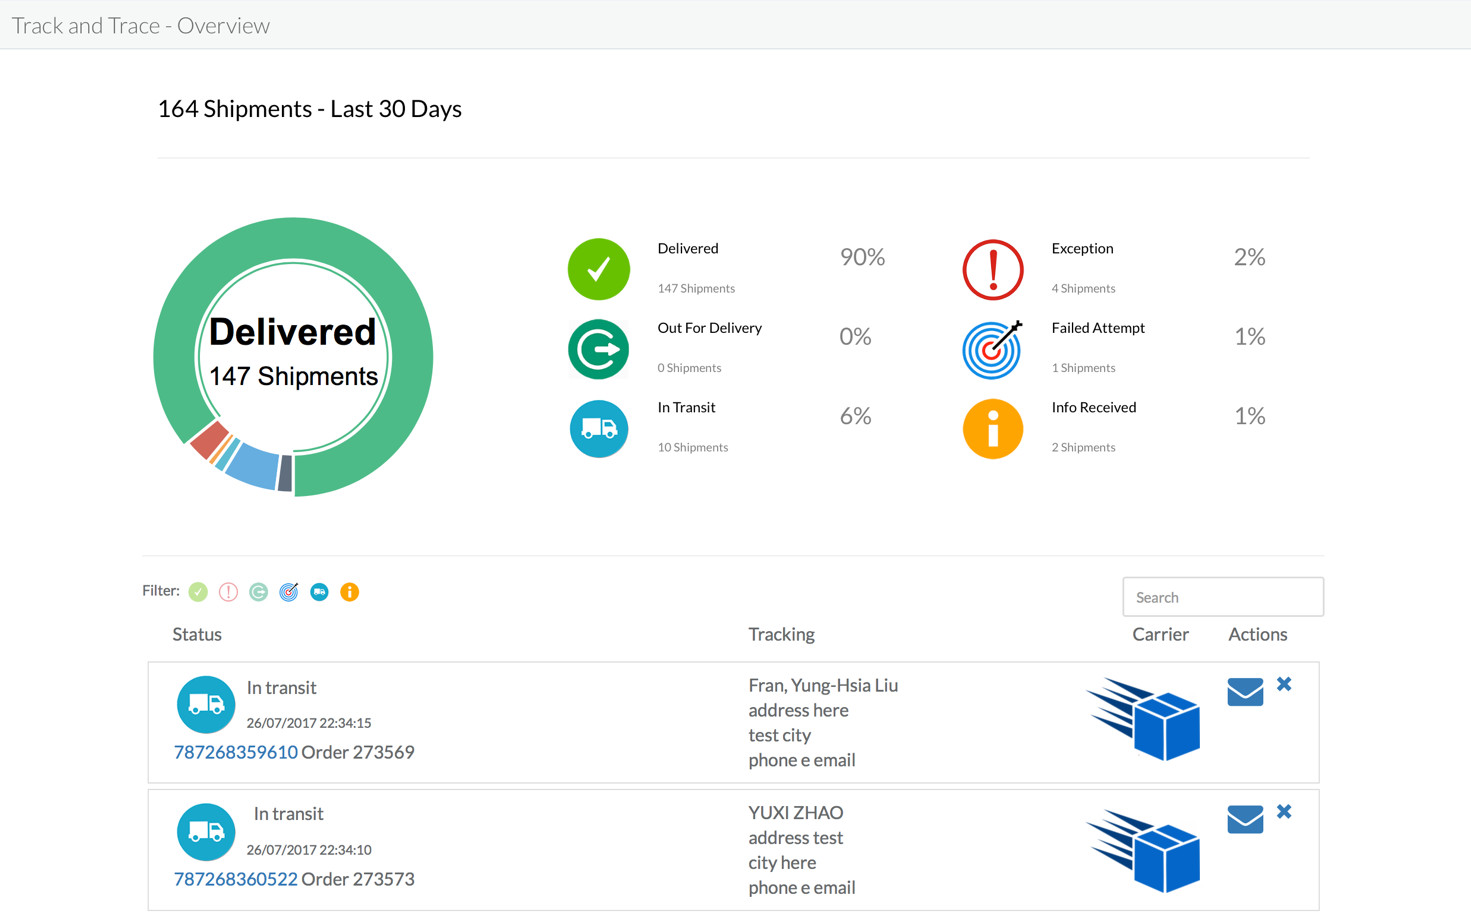 Track and Trace - Overview
164 Shipments - Last 30 Days
Delivered
147 Shipments
Delivered
90%
147 Shipments
Out For Delivery
0%
0 Shipments
In Transit
6%
10 Shipments
Exception
2%
4 Shipments
Failed Attempt
1%
1 Shipments
Info Received
1%
2 Shipments
Filter:
Search
Status Tracking Carrier Actions
In transit
26/07/2017 22:34:15
787268359610 Order 273569
Fran, Yung-Hsia Liu
address here
test city
phone e email
In transit
26/07/2017 22:34:10
787268360522 Order 273573
YUXI ZHAO
address test
city here
phone e email